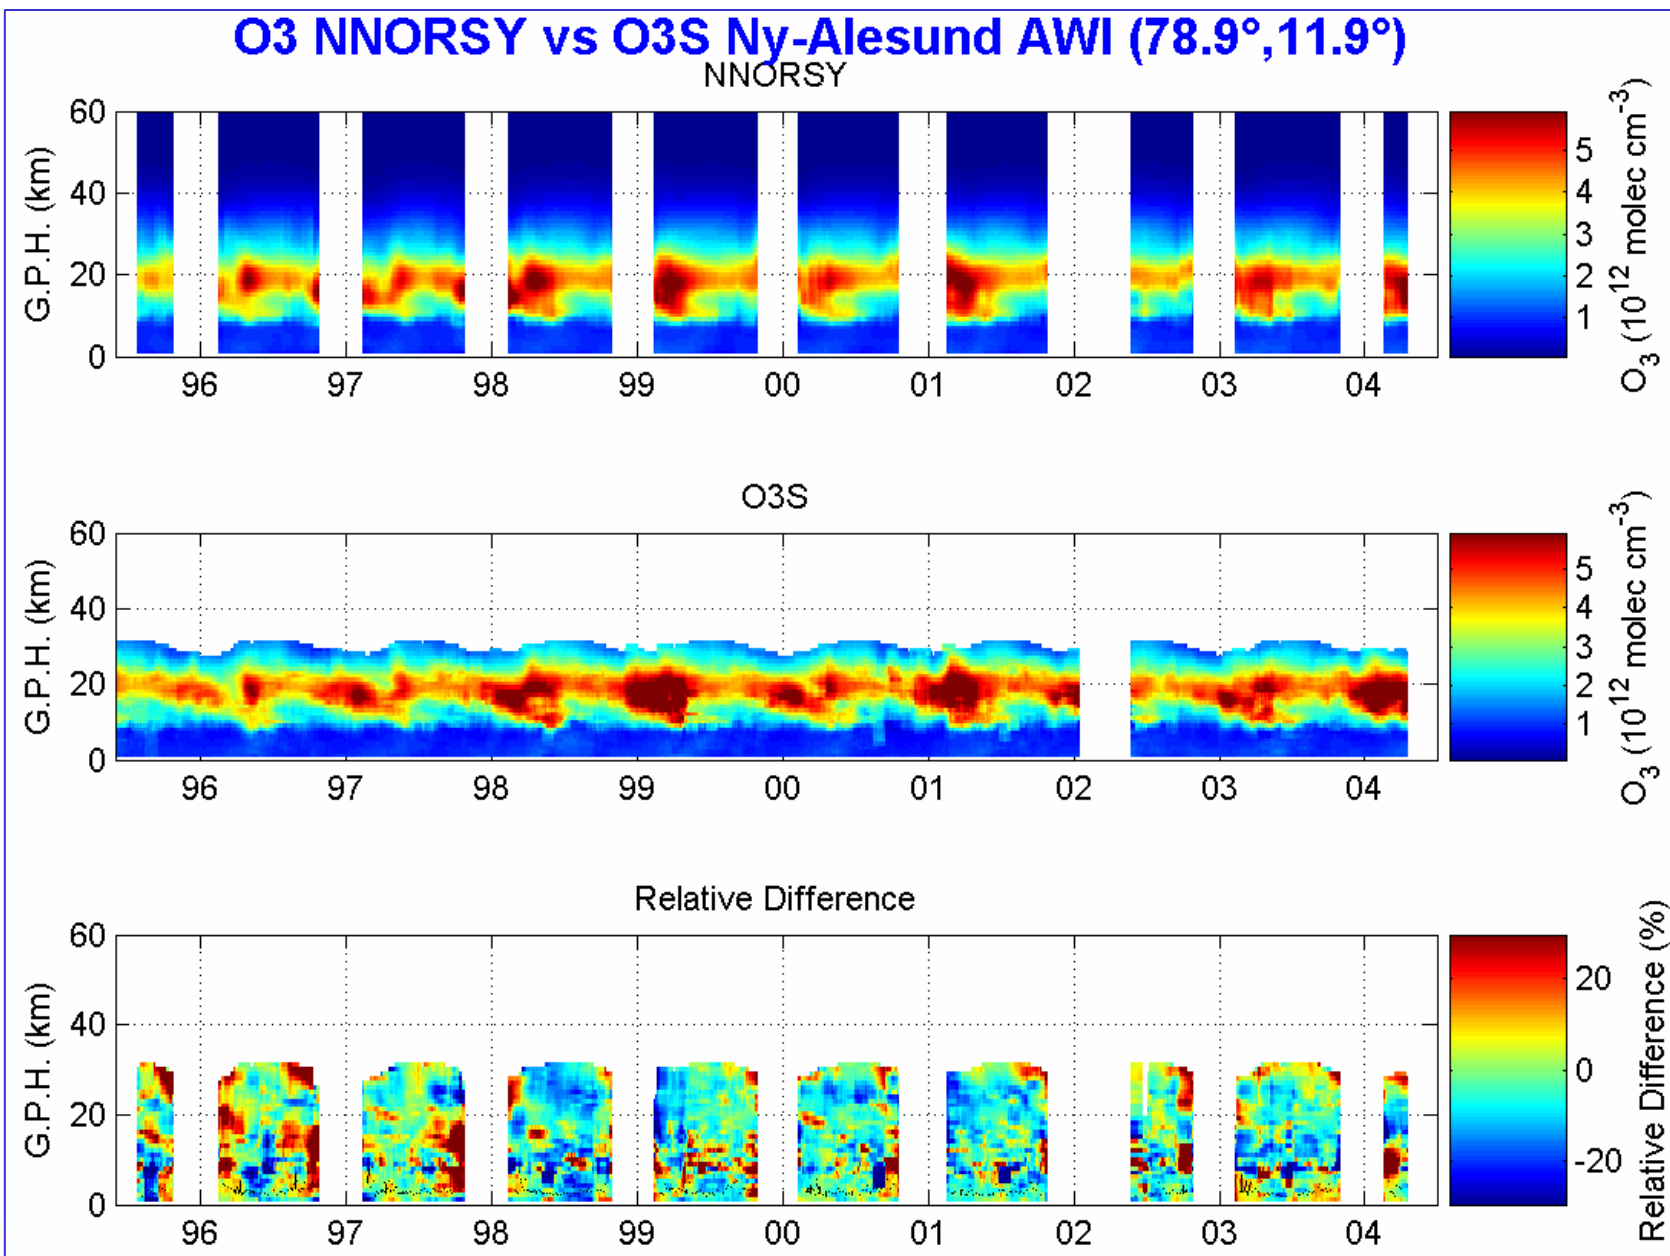 O3 NNORSY vs O3S Ny-Alesund AWI (78.9°,11.9°)
NNORSY
60
40
20
0
G.P.H. (km)
96 97 98 99 00 01 02 03 04
5
4
3
2
1
O3 (10^12 molec cm^-3)
O3S
60
40
20
0
G.P.H. (km)
96 97 98 99 00 01 02 03 04
5
4
3
2
1
O3 (10^12 molec cm^-3)
Relative Difference
60
40
20
0
G.P.H. (km)
96 97 98 99 00 01 02 03 04
20
0
-20
Relative Difference (%)